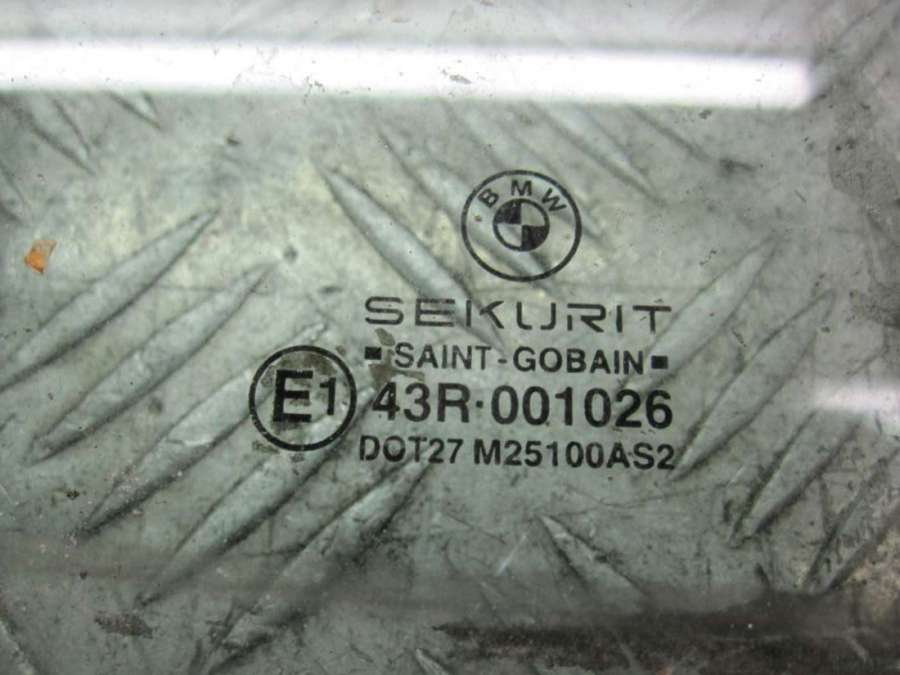 BMW
SEKURIT
SAINT-GOBAIN
E1 43R·001026
DOT27 M25100AS2